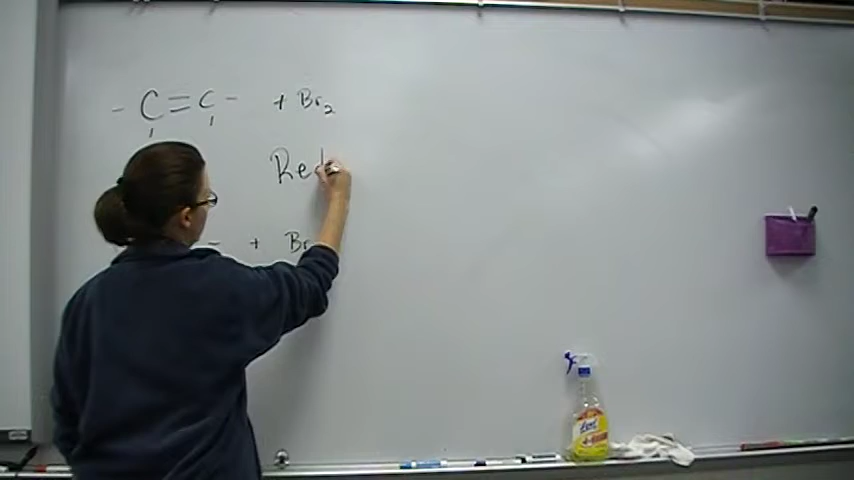 - C = C - + Br2
Red
- + Br